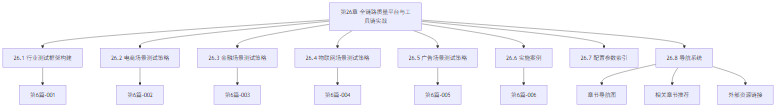 第26章 全链路质量平台与工
具链实战
26.1 行业测试框架构建
26.2 电商场景测试策略
26.3 金融场景测试策略
26.4 物联网场景测试策略
26.5 广告场景测试策略
26.6 实施案例
26.7 配置参数索引
26.8 导航系统
第6篇-001
第6篇-002
第6篇-003
第6篇-004
第6篇-005
第6篇-006
章节导航图
相关章节推荐
外部资源链接